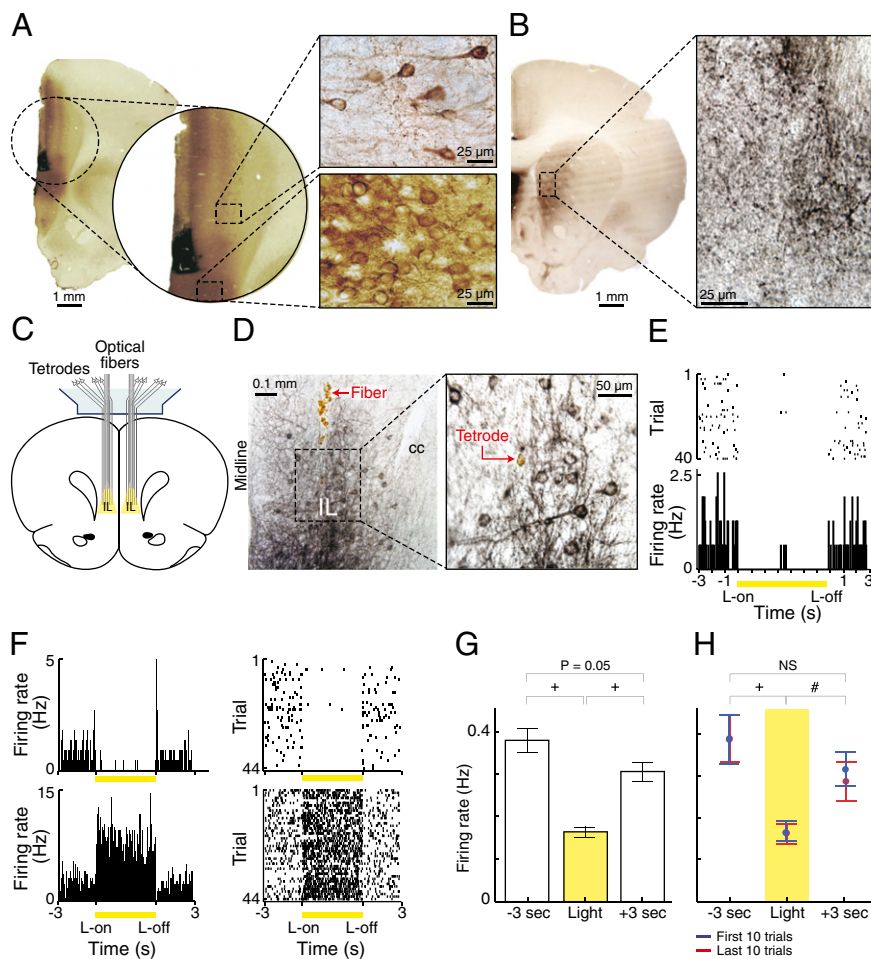 A
25 µm
25 µm
1 mm
B
1 mm
25 µm
C
Optical
fibers
Tetrodes
IL
IL
D
0.1 mm
Fiber
Midline
cc
IL
50 µm
Tetrode
E
1
Trial
40
2.5
Firing rate
(Hz)
0
-3 -1 1 3
L-on L-off
Time (s)
F
5
Firing rate
(Hz)
0
1
Trial
44
15
Firing rate
(Hz)
0
-3 3
L-on L-off
Time (s)
1
Trial
44
-3 3
L-on L-off
Time (s)
G
P = 0.05
+ +
0.4
Firing rate (Hz)
0
-3 sec Light +3 sec
H
NS
+ #
-3 sec Light +3 sec
First 10 trials
Last 10 trials